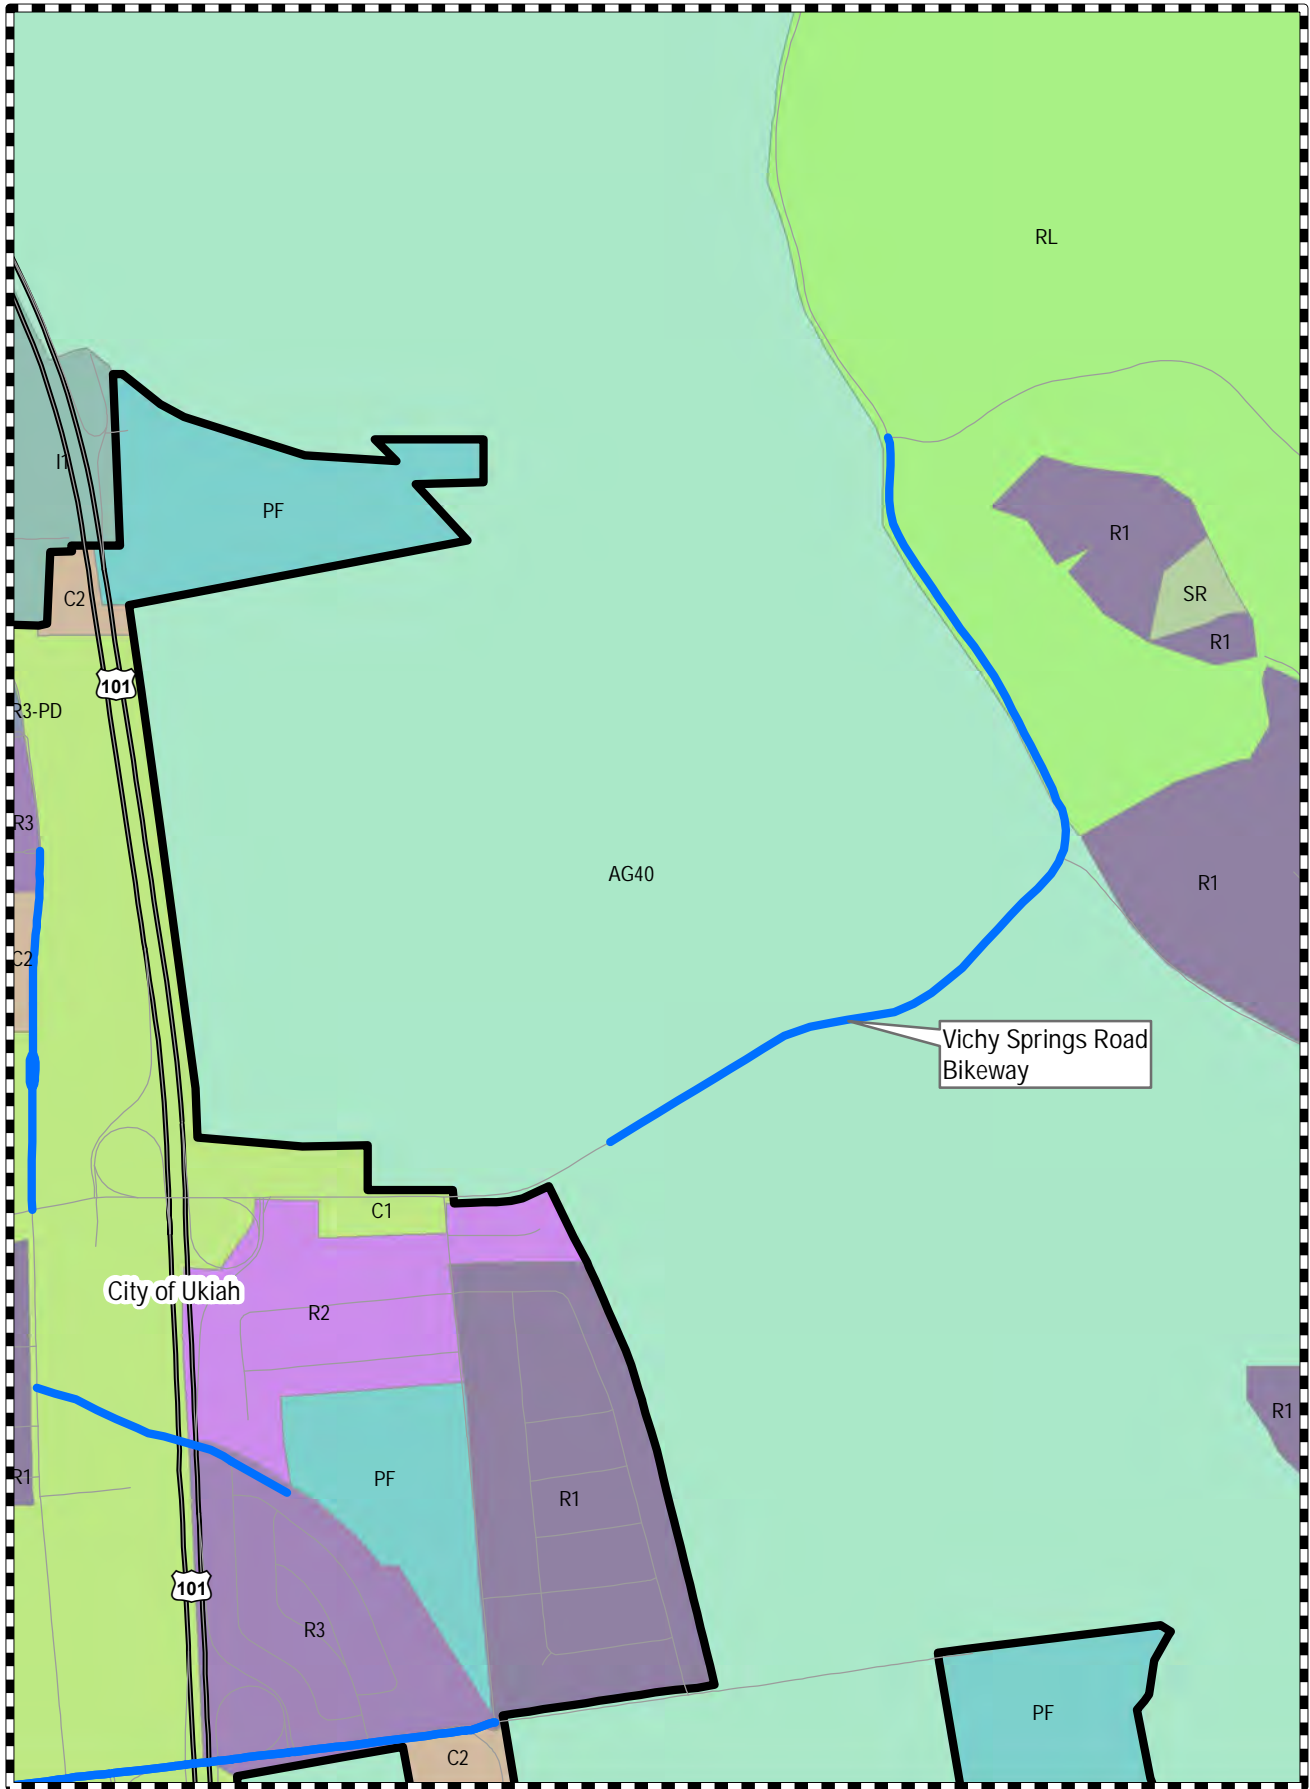 RL
I1
PF
R1
C2
SR
R1
101
R3-PD
R3
AG40
R1
C2
Vichy Springs Road
Bikeway
C1
City of Ukiah
R2
R1
R1
PF
R1
101
R3
PF
C2